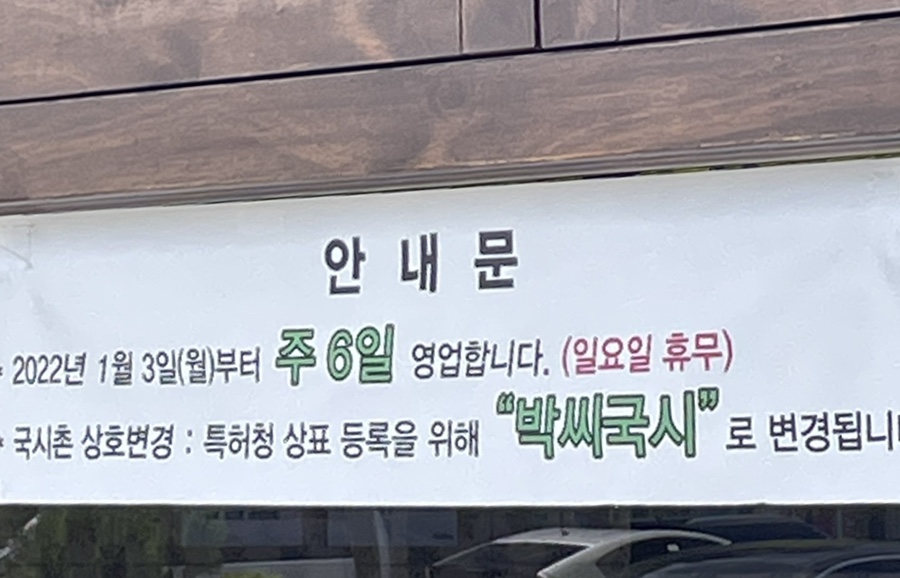 안내문
2022년 1월 3일(월)부터 주 6일 영업합니다. (일요일 휴무)
국시촌 상호변경 : 특허청 상표 등록을 위해 "박씨국시"로 변경됩니